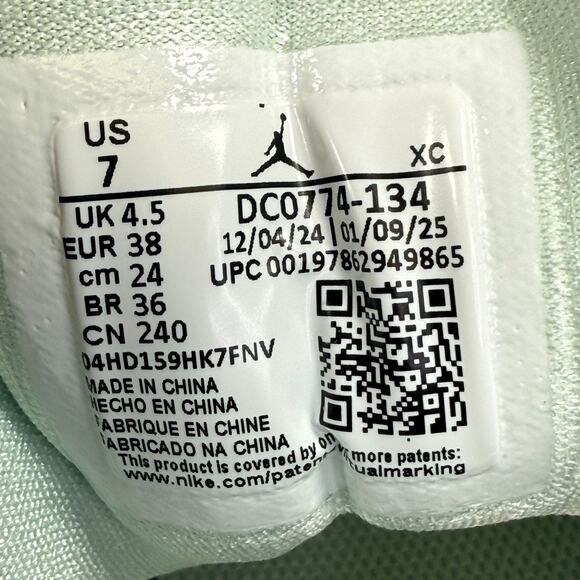 US
7
XC
UK 4.5
DC0774-134
EUR 38
12/04/24 | 01/09/25
cm 24
UPC 00197862949865
BR 36
CN 240
04HD159HK7FNV
MADE IN CHINA
HECHO EN CHINA
FABRIQUE EN CHINE
FABRICADO NA CHINA
This product is covered by on more patents:
www.nike.com/paten tualmarking